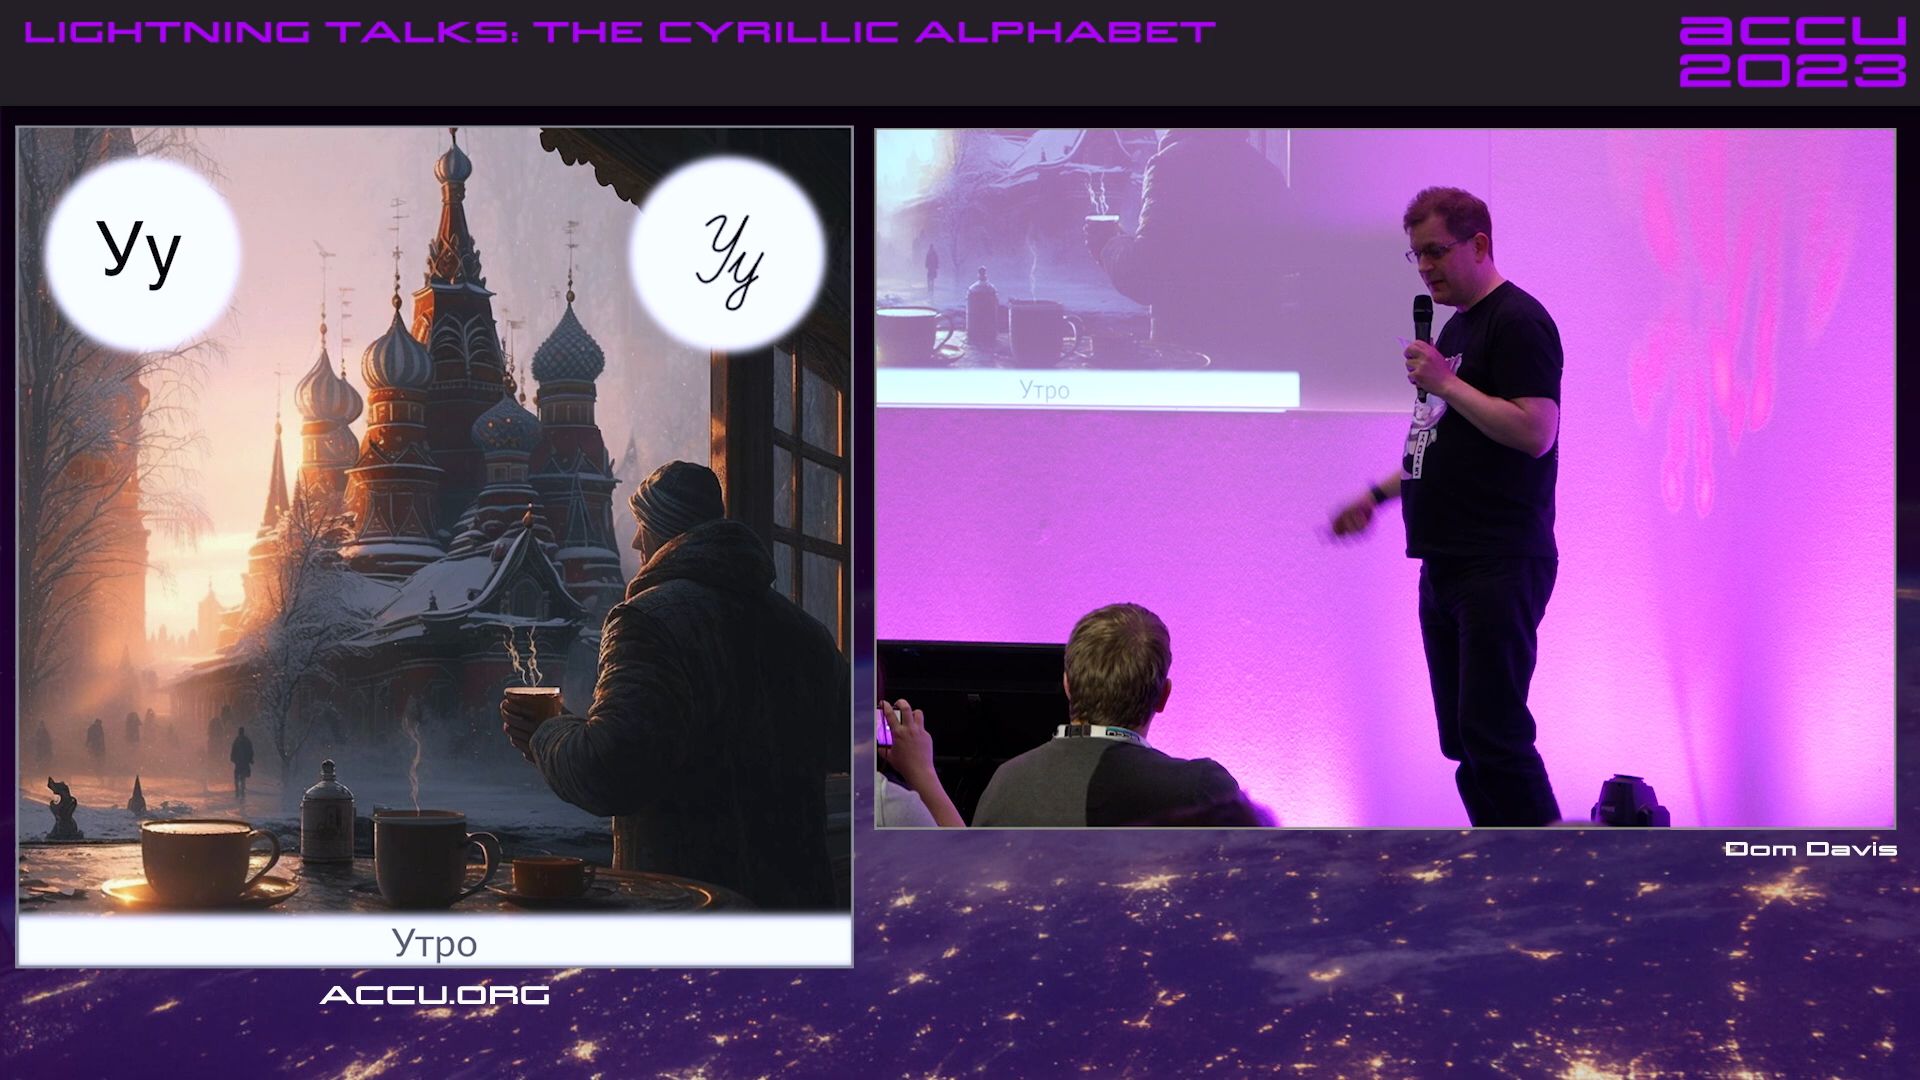 LIGHTNING TALKS: THE CYRILLIC ALPHABET
accu
2023
Уу
Уу
Утро
Утро
ACCU.ORG
Dom Davis